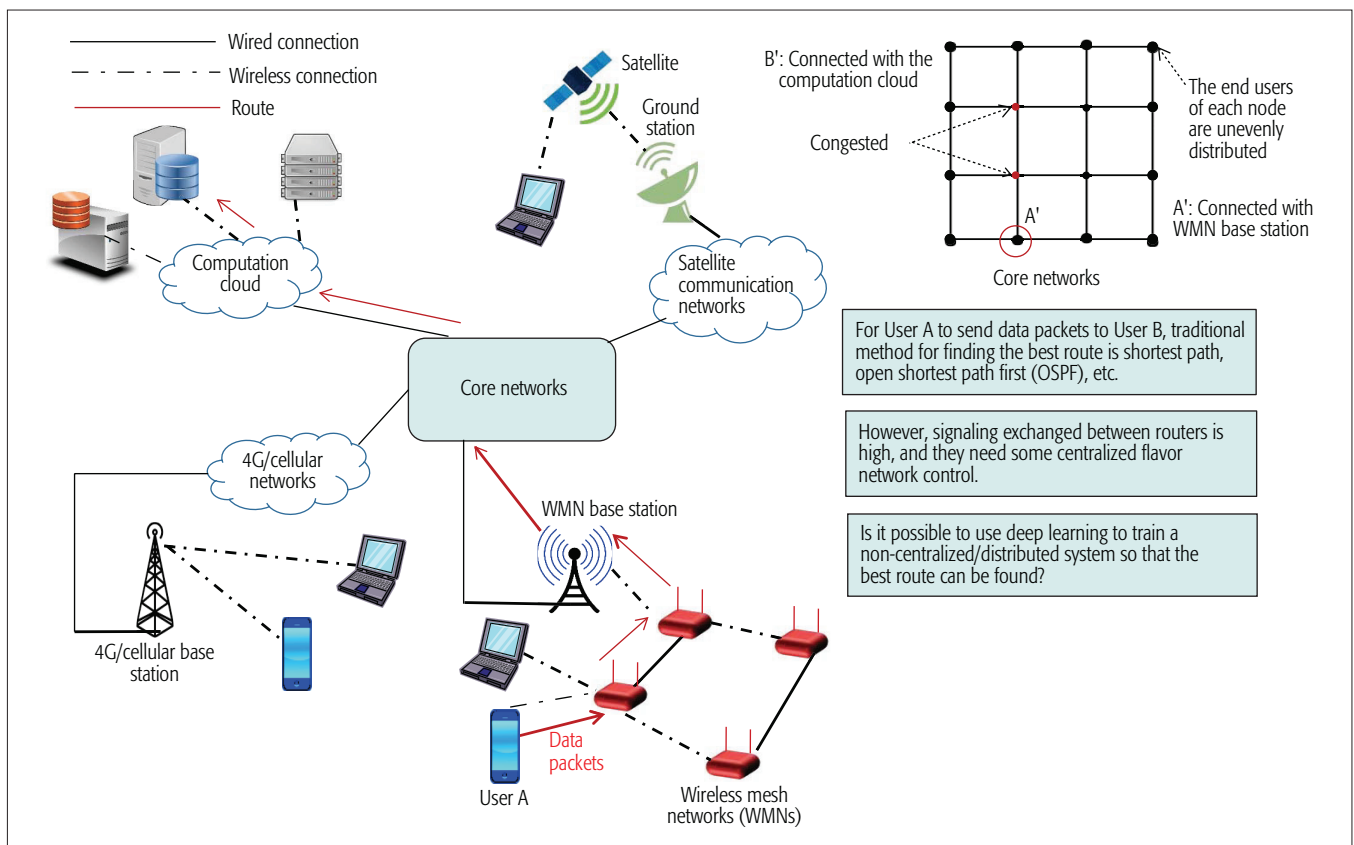 Wired connection
Wireless connection
Route
Satellite
Ground
station
Computation
cloud
Satellite
communication
networks
Core networks
4G/cellular
networks
WMN base station
4G/cellular base
station
Data
packets
User A
Wireless mesh
networks (WMNs)
B': Connected with the
computation cloud
The end users
of each node
are unevenly
distributed
Congested
A'
A': Connected with
WMN base station
Core networks
For User A to send data packets to User B, traditional
method for finding the best route is shortest path,
open shortest path first (OSPF), etc.
However, signaling exchanged between routers is
high, and they need some centralized flavor
network control.
Is it possible to use deep learning to train a
non-centralized/distributed system so that the
best route can be found?